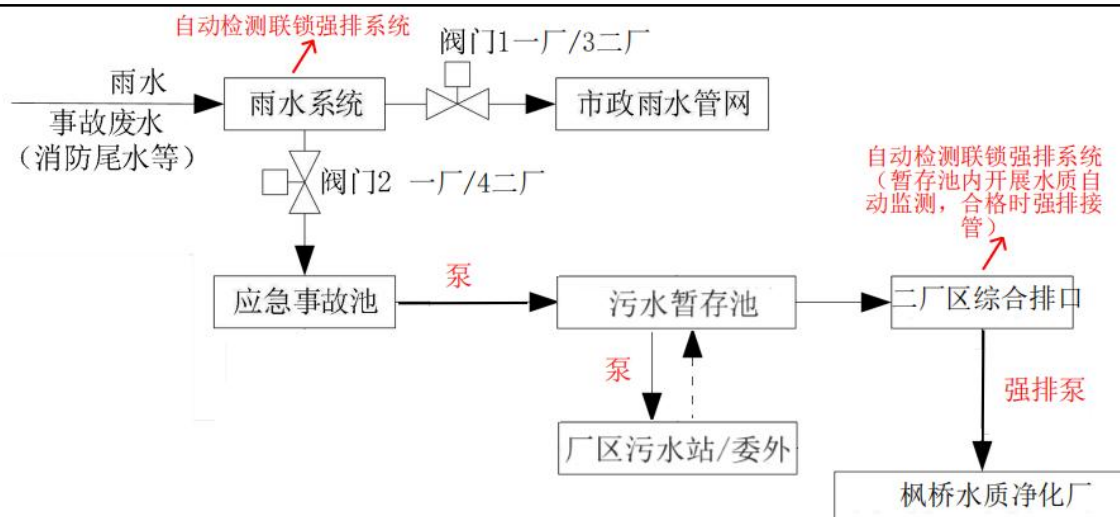 自动检测联锁强排系统
阀门1一厂/3二厂
雨水
雨水系统
市政雨水管网
事故废水
（消防尾水等）
阀门2 一厂/4二厂
自动检测联锁强排系统
（暂存池内开展水质自
动监测，合格时强排接
管）
应急事故池
泵
污水暂存池
二厂区综合排口
泵
强排泵
厂区污水站/委外
枫桥水质净化厂